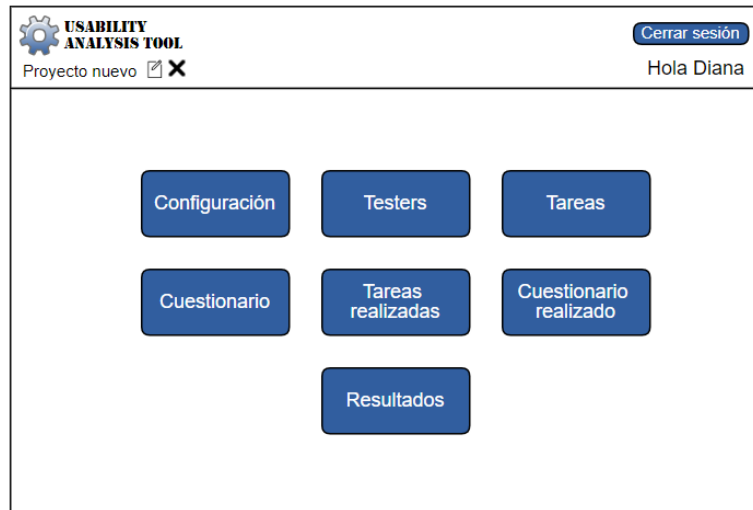 USABILITY
ANALYSIS TOOL
Cerrar sesión
Proyecto nuevo
Hola Diana
Configuración
Testers
Tareas
Cuestionario
Tareas
realizadas
Cuestionario
realizado
Resultados